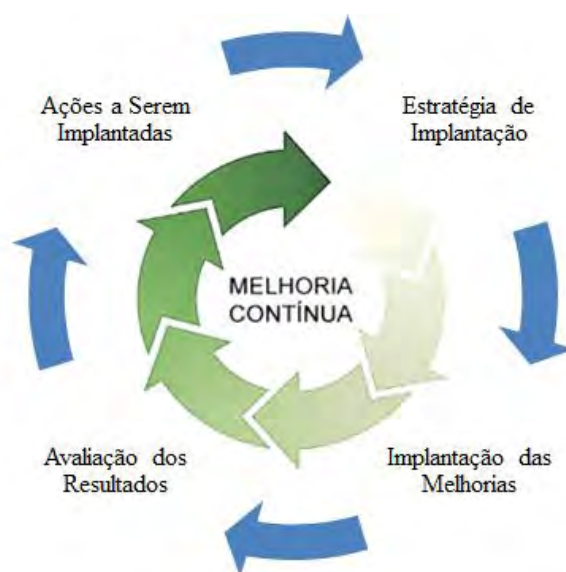 Ações a Serem
Implantadas
Estratégia de
Implantação
MELHORIA
CONTÍNUA
Avaliação dos
Resultados
Implantação das
Melhorias